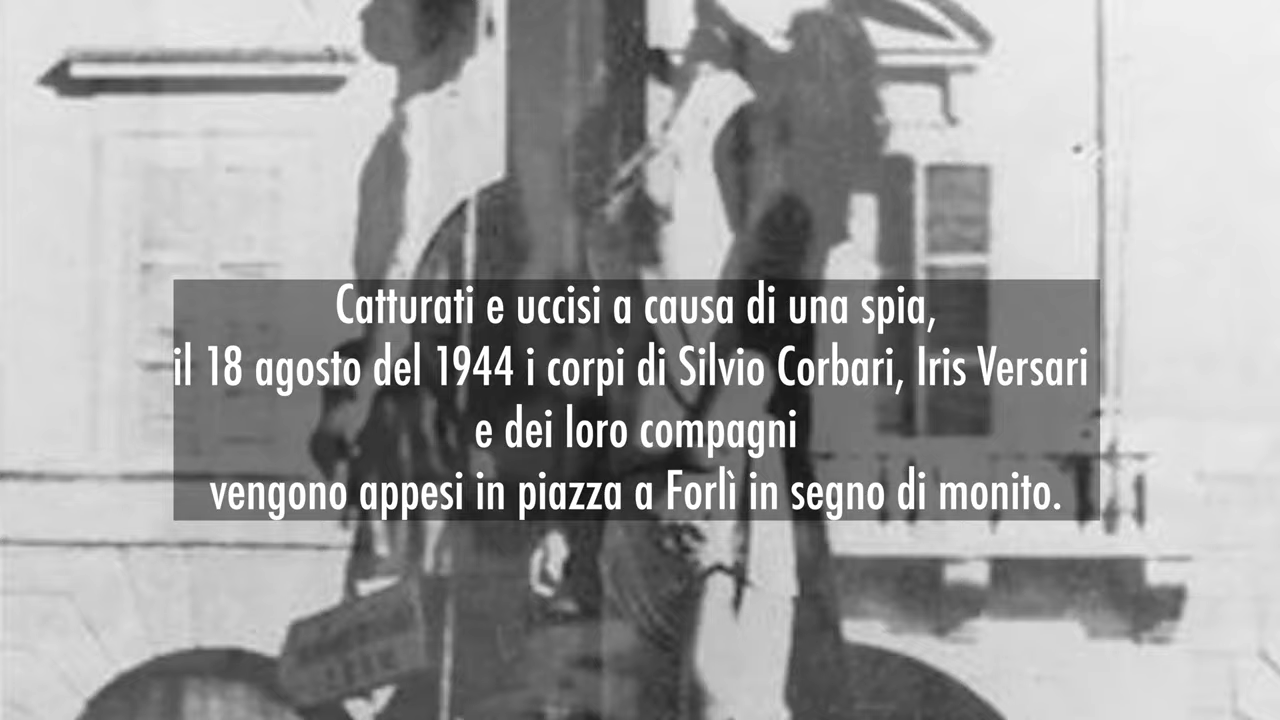 Catturati e uccisi a causa di una spia,
il 18 agosto del 1944 i corpi di Silvio Corbari, Iris Versari
e dei loro compagni
vengono appesi in piazza a Forlì in segno di monito.